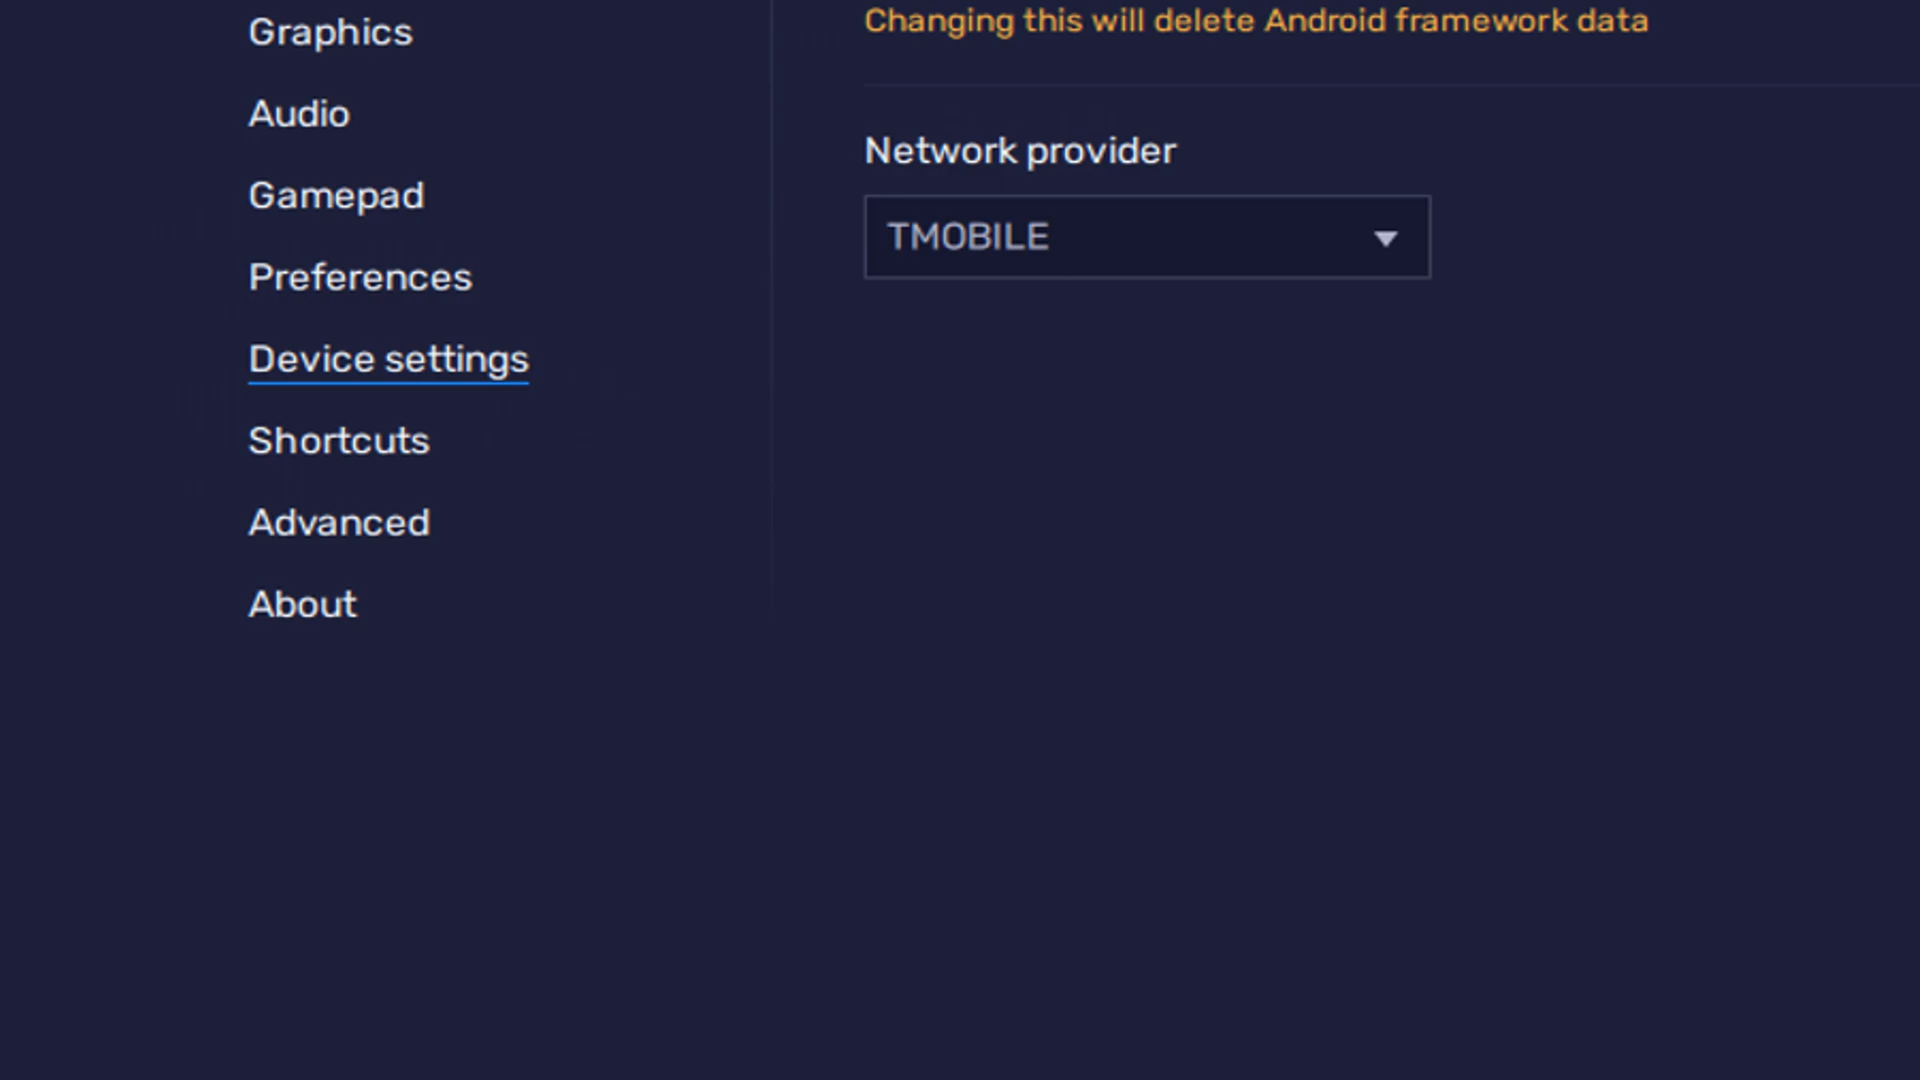 Graphics
Audio
Gamepad
Preferences
Device settings
Shortcuts
Advanced
About
Changing this will delete Android framework data
Network provider
TMOBILE